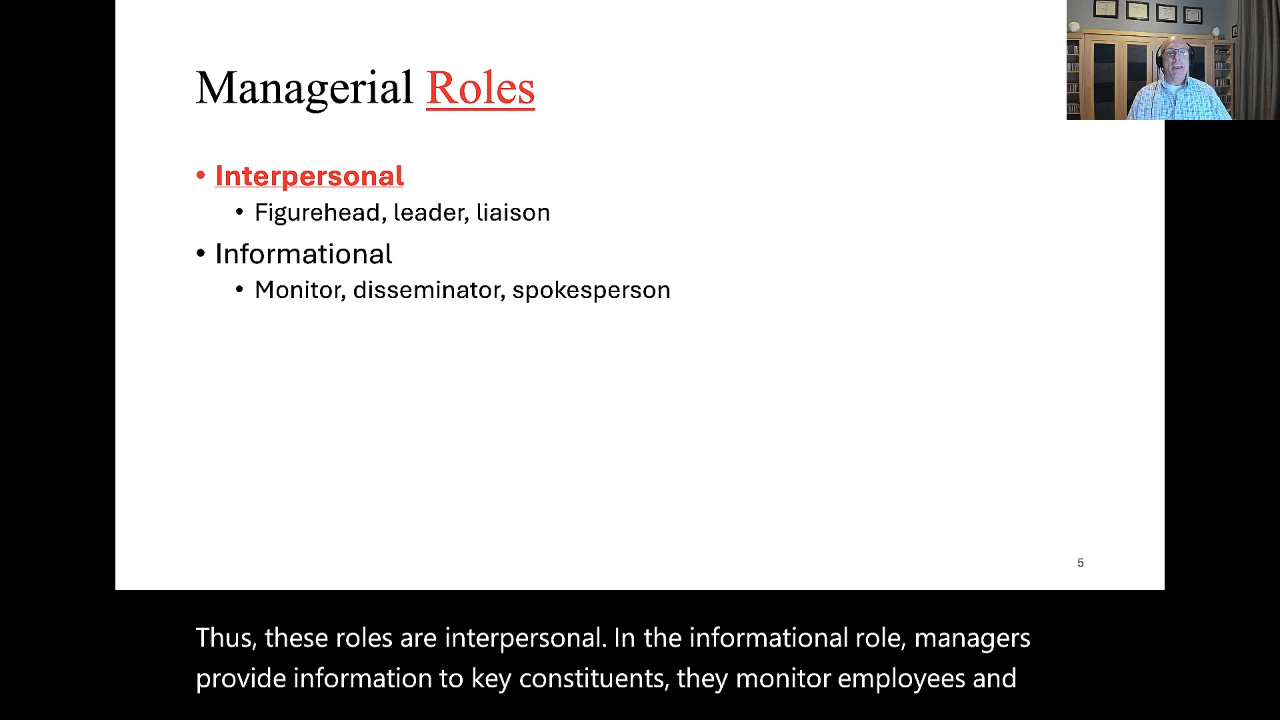 Managerial Roles
• Interpersonal
• Figurehead, leader, liaison
• Informational
• Monitor, disseminator, spokesperson
5
Thus, these roles are interpersonal. In the informational role, managers
provide information to key constituents, they monitor employees and